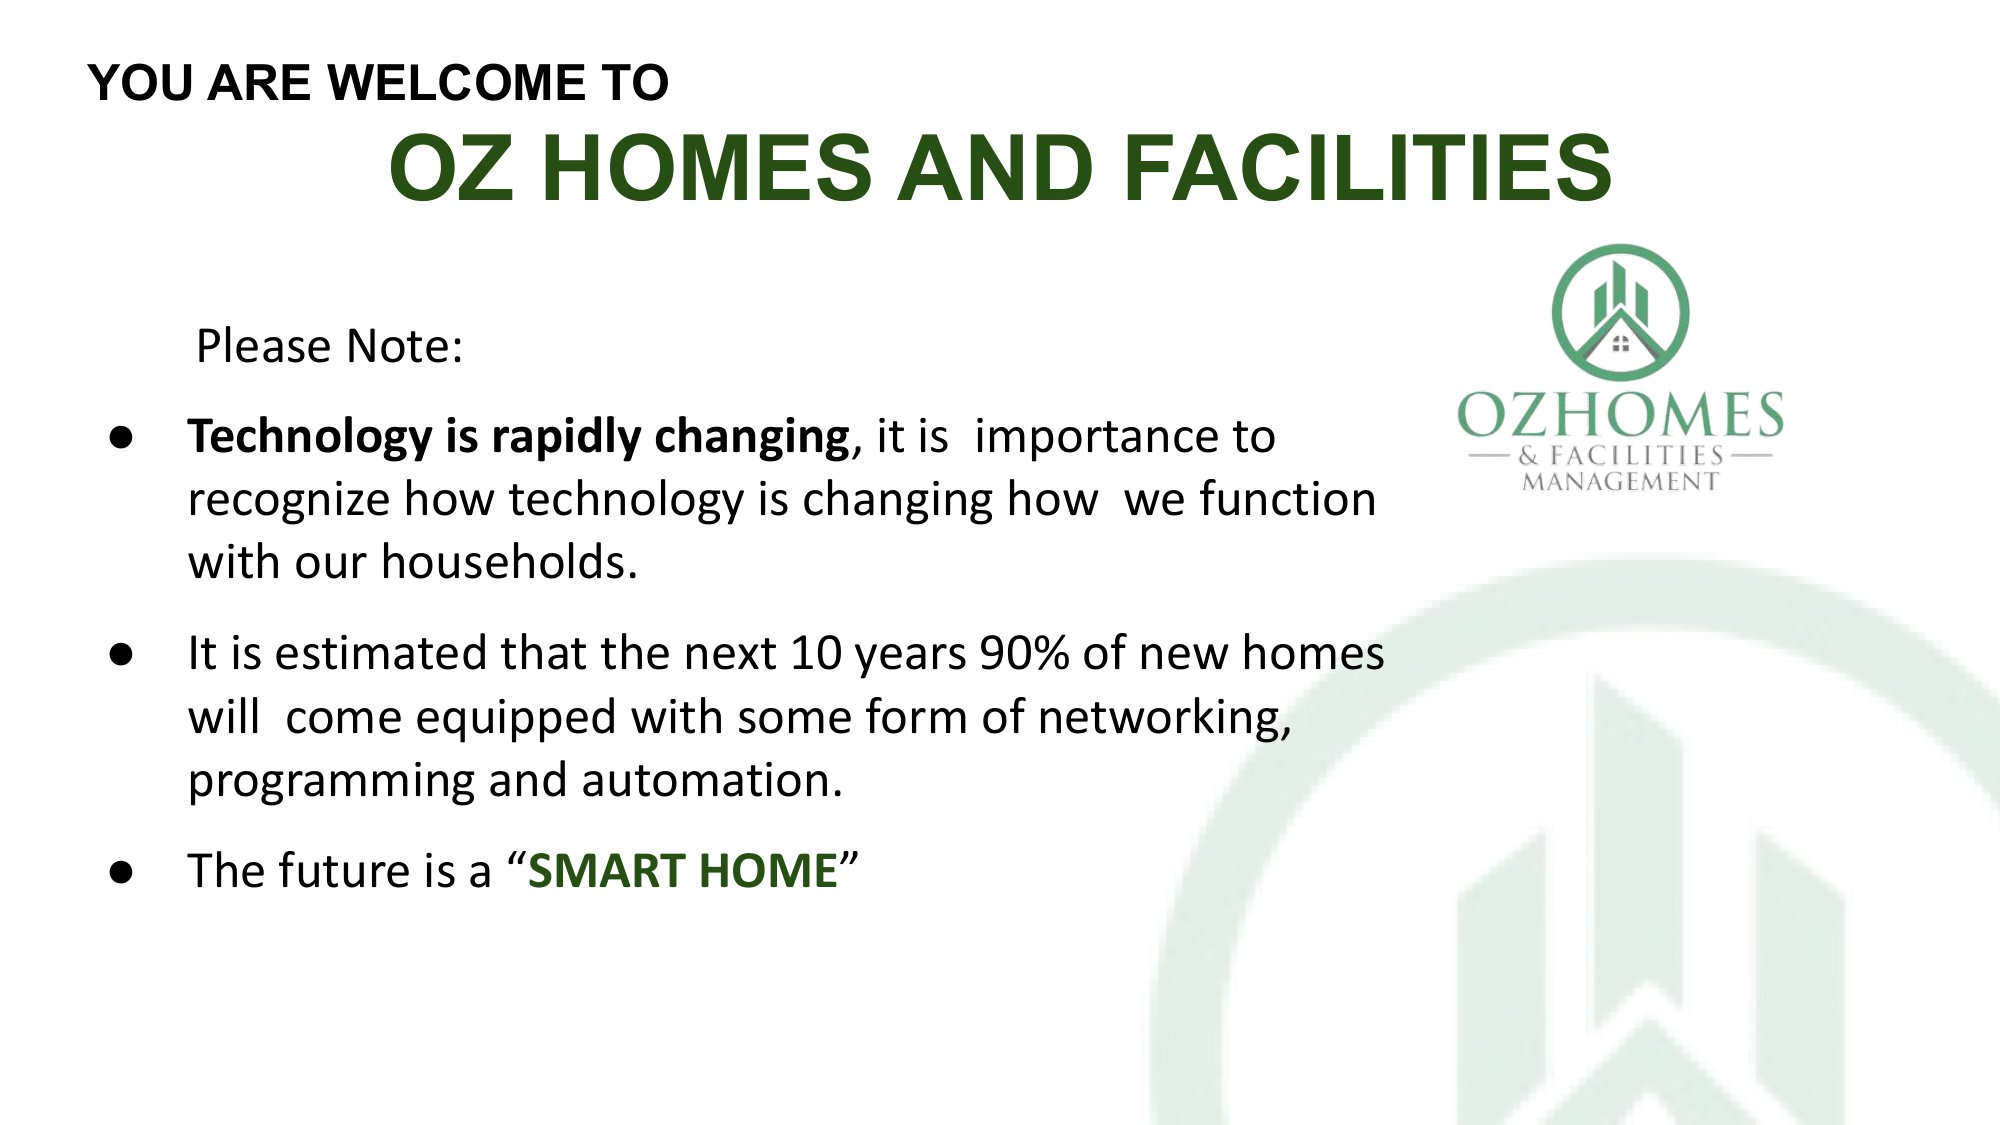 YOU ARE WELCOME TO
OZ HOMES AND FACILITIES
OZHOMES
& FACILITIES
MANAGEMENT
Please Note:
● Technology is rapidly changing, it is  importance to
recognize how technology is changing how  we function
with our households.
● It is estimated that the next 10 years 90% of new homes
will  come equipped with some form of networking,
programming and automation.
● The future is a “SMART HOME”